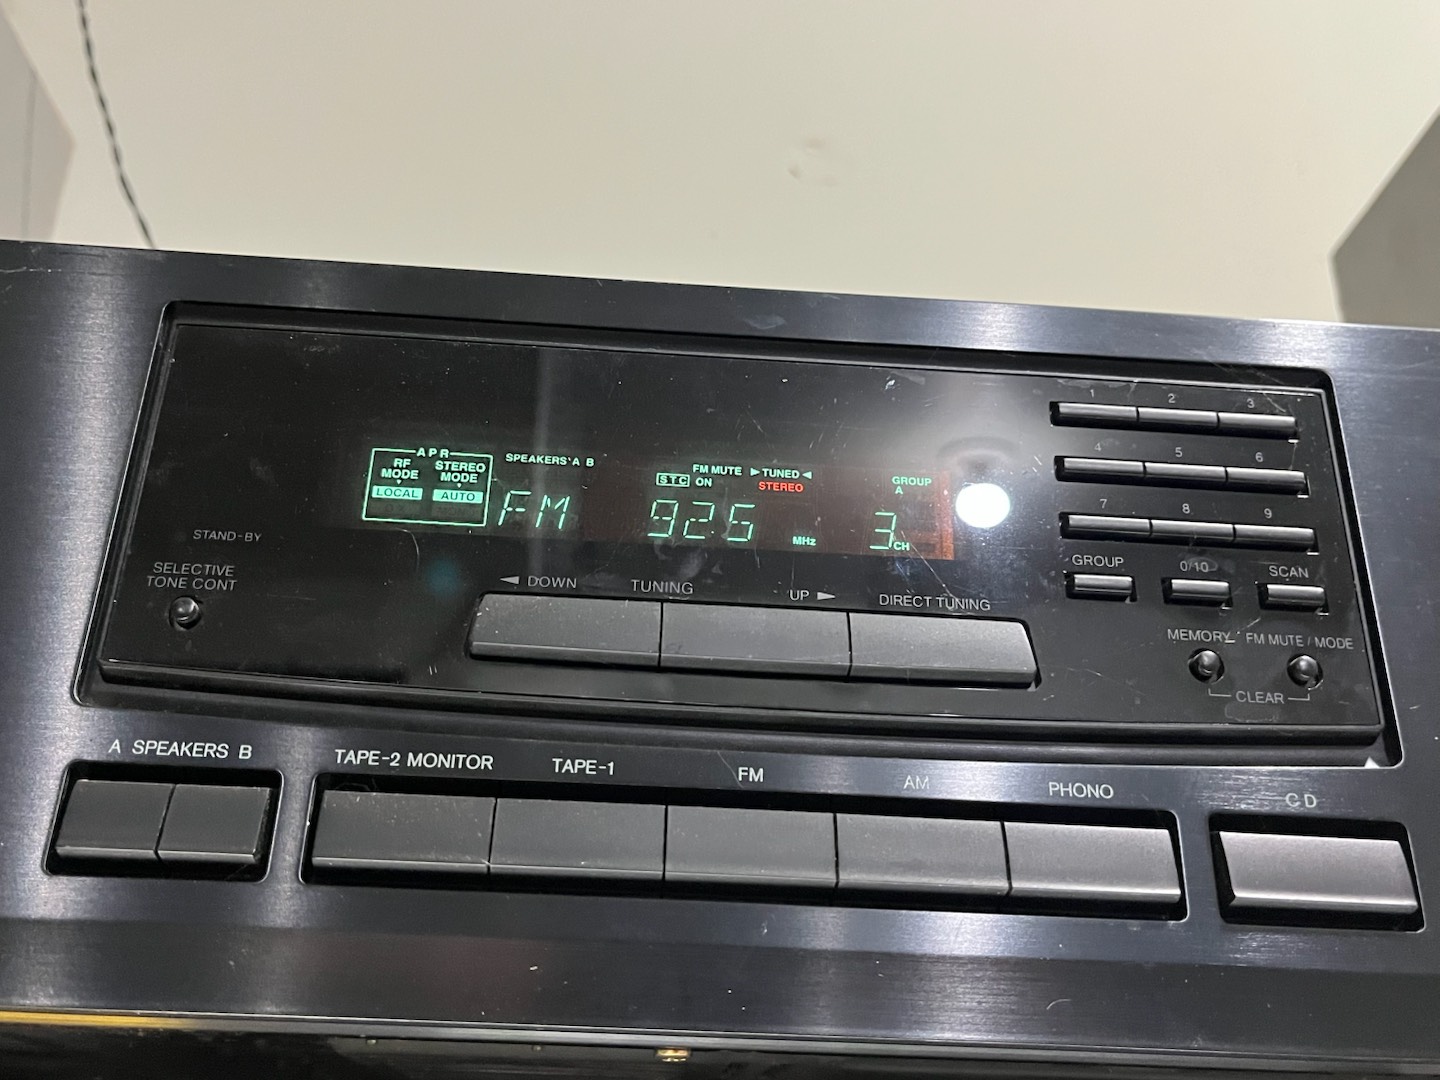 APR
RF MODE
STEREO MODE
LOCAL
AUTO
SPEAKERS A B
FM
STC
FM MUTE ON
►TUNED◄
STEREO
92.5 MHz
GROUP A
3 CH
STAND-BY
SELECTIVE
TONE CONT
◄ DOWN TUNING UP ►
DIRECT TUNING
1 2 3
4 5 6
7 8 9
GROUP 0/10 SCAN
MEMORY FM MUTE / MODE
CLEAR
A SPEAKERS B
TAPE-2 MONITOR TAPE-1 FM AM PHONO CD